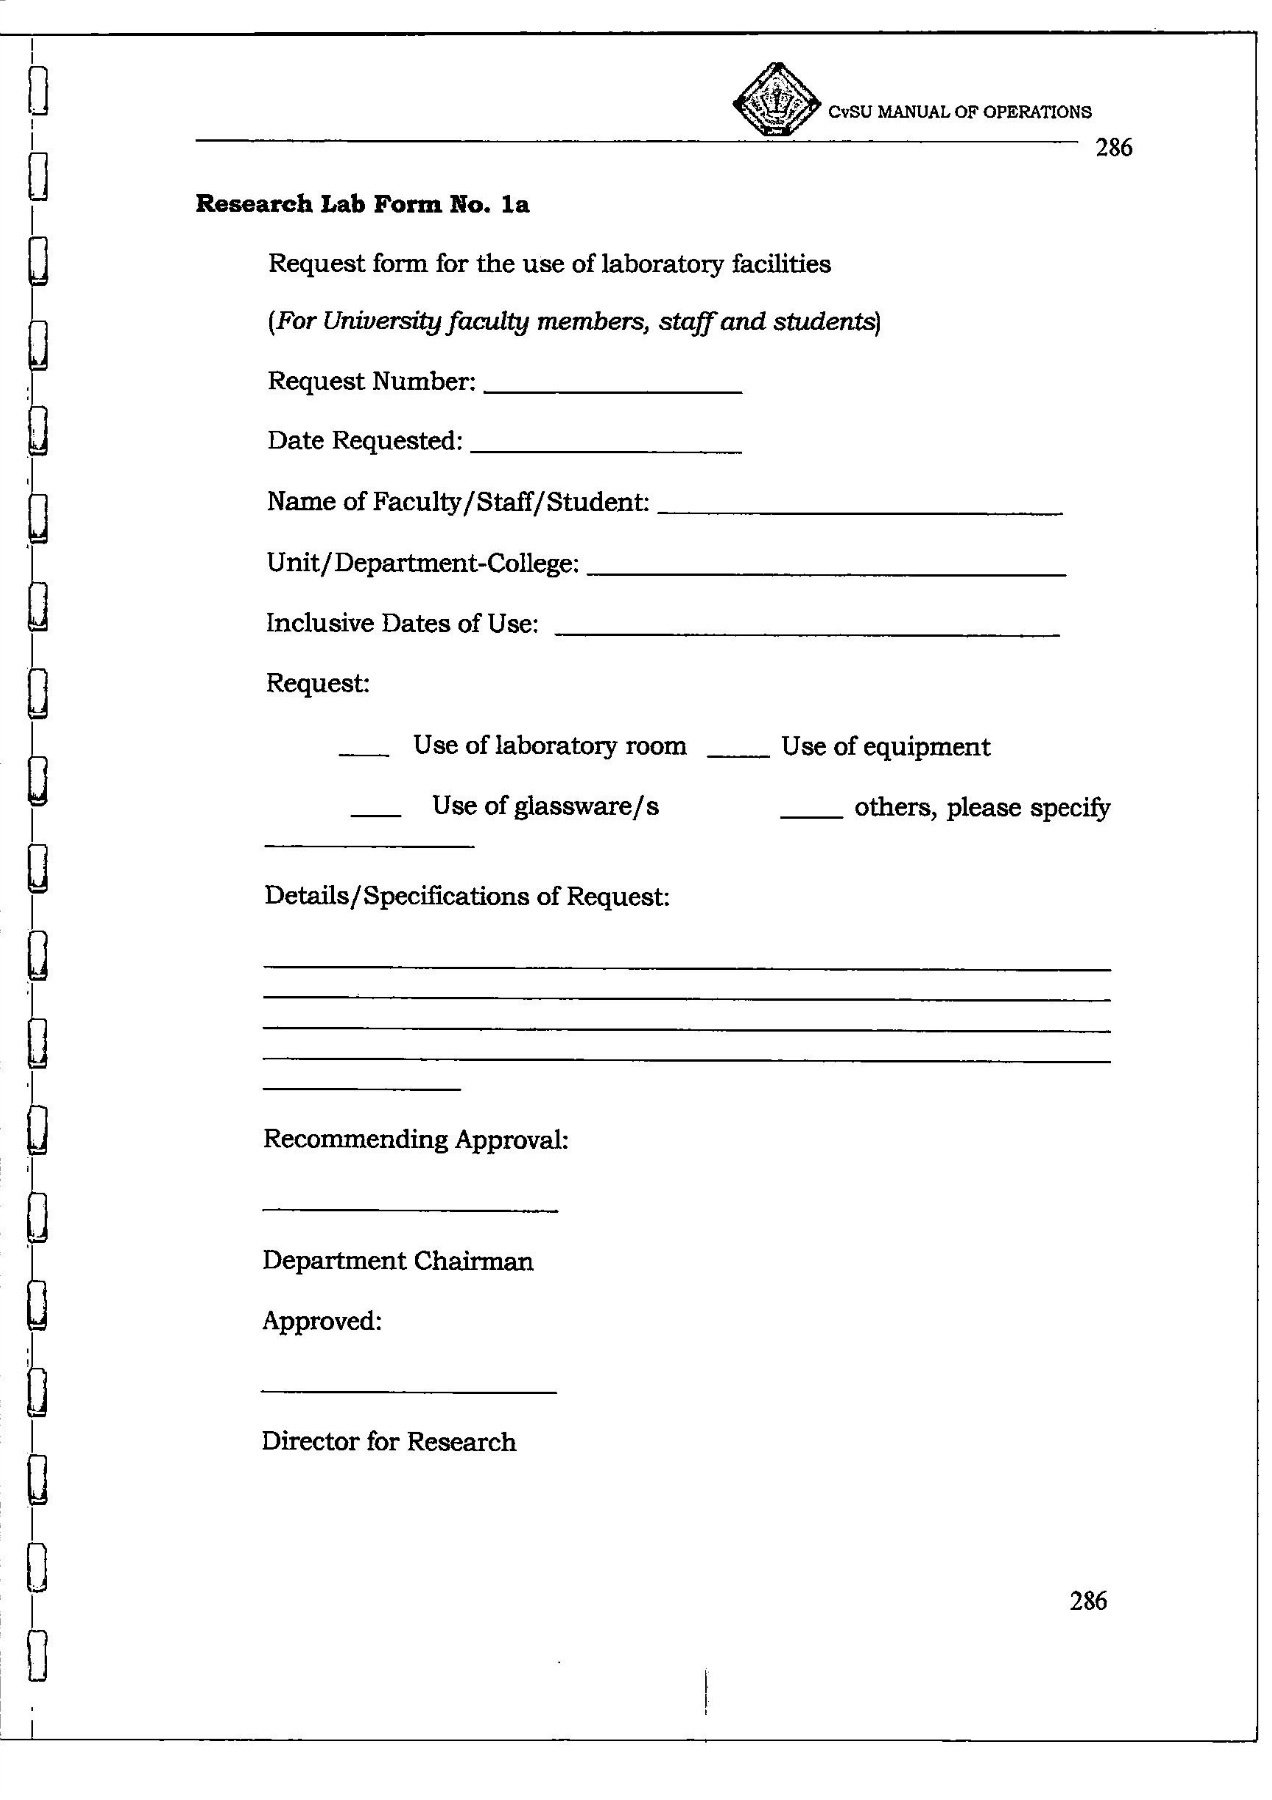 CvSU MANUAL OF OPERATIONS
286
Research Lab Form No. 1a
Request form for the use of laboratory facilities
(For University faculty members, staff and students)
Request Number: ____________________
Date Requested: ____________________
Name of Faculty/Staff/Student: ______________________________
Unit/Department-College: ____________________________________
Inclusive Dates of Use: ______________________________________
Request:
____ Use of laboratory room _____ Use of equipment
____ Use of glassware/s _____ others, please specify
________________
Details/Specifications of Request:
________________________________________________________________
________________________________________________________________
________________________________________________________________
________________________________________________________________
_______________
Recommending Approval:
______________________
Department Chairman
Approved:
______________________
Director for Research
286